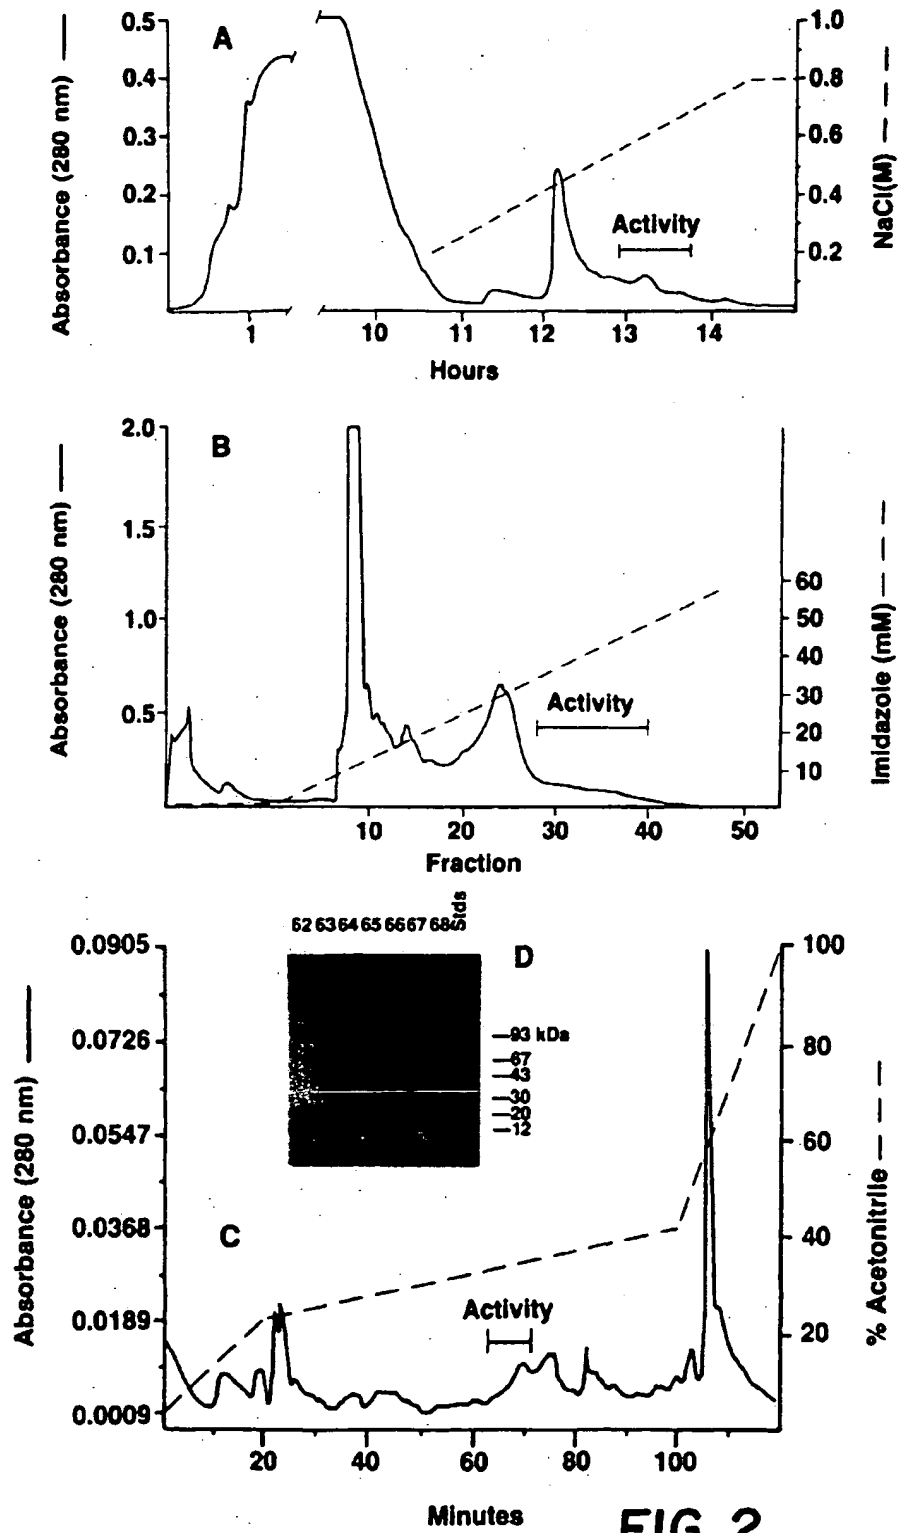 A
Absorbance (280 nm)
0.5
0.4
0.3
0.2
0.1
1.0
0.8
0.6
0.4
0.2
NaCl(M)
Activity
1 10 11 12 13 14
Hours
B
Absorbance (280 nm)
2.0
1.5
1.0
0.5
60
50
40
30
20
10
Imidazole (mM)
Activity
10 20 30 40 50
Fraction
62 63 64 65 66 67 68 Stds
D
93 kDa
67
43
30
20
12
C
Absorbance (280 nm)
0.0905
0.0726
0.0547
0.0368
0.0189
0.0009
100
80
60
40
20
% Acetonitrile
Activity
20 40 60 80 100
Minutes
FIG. 2